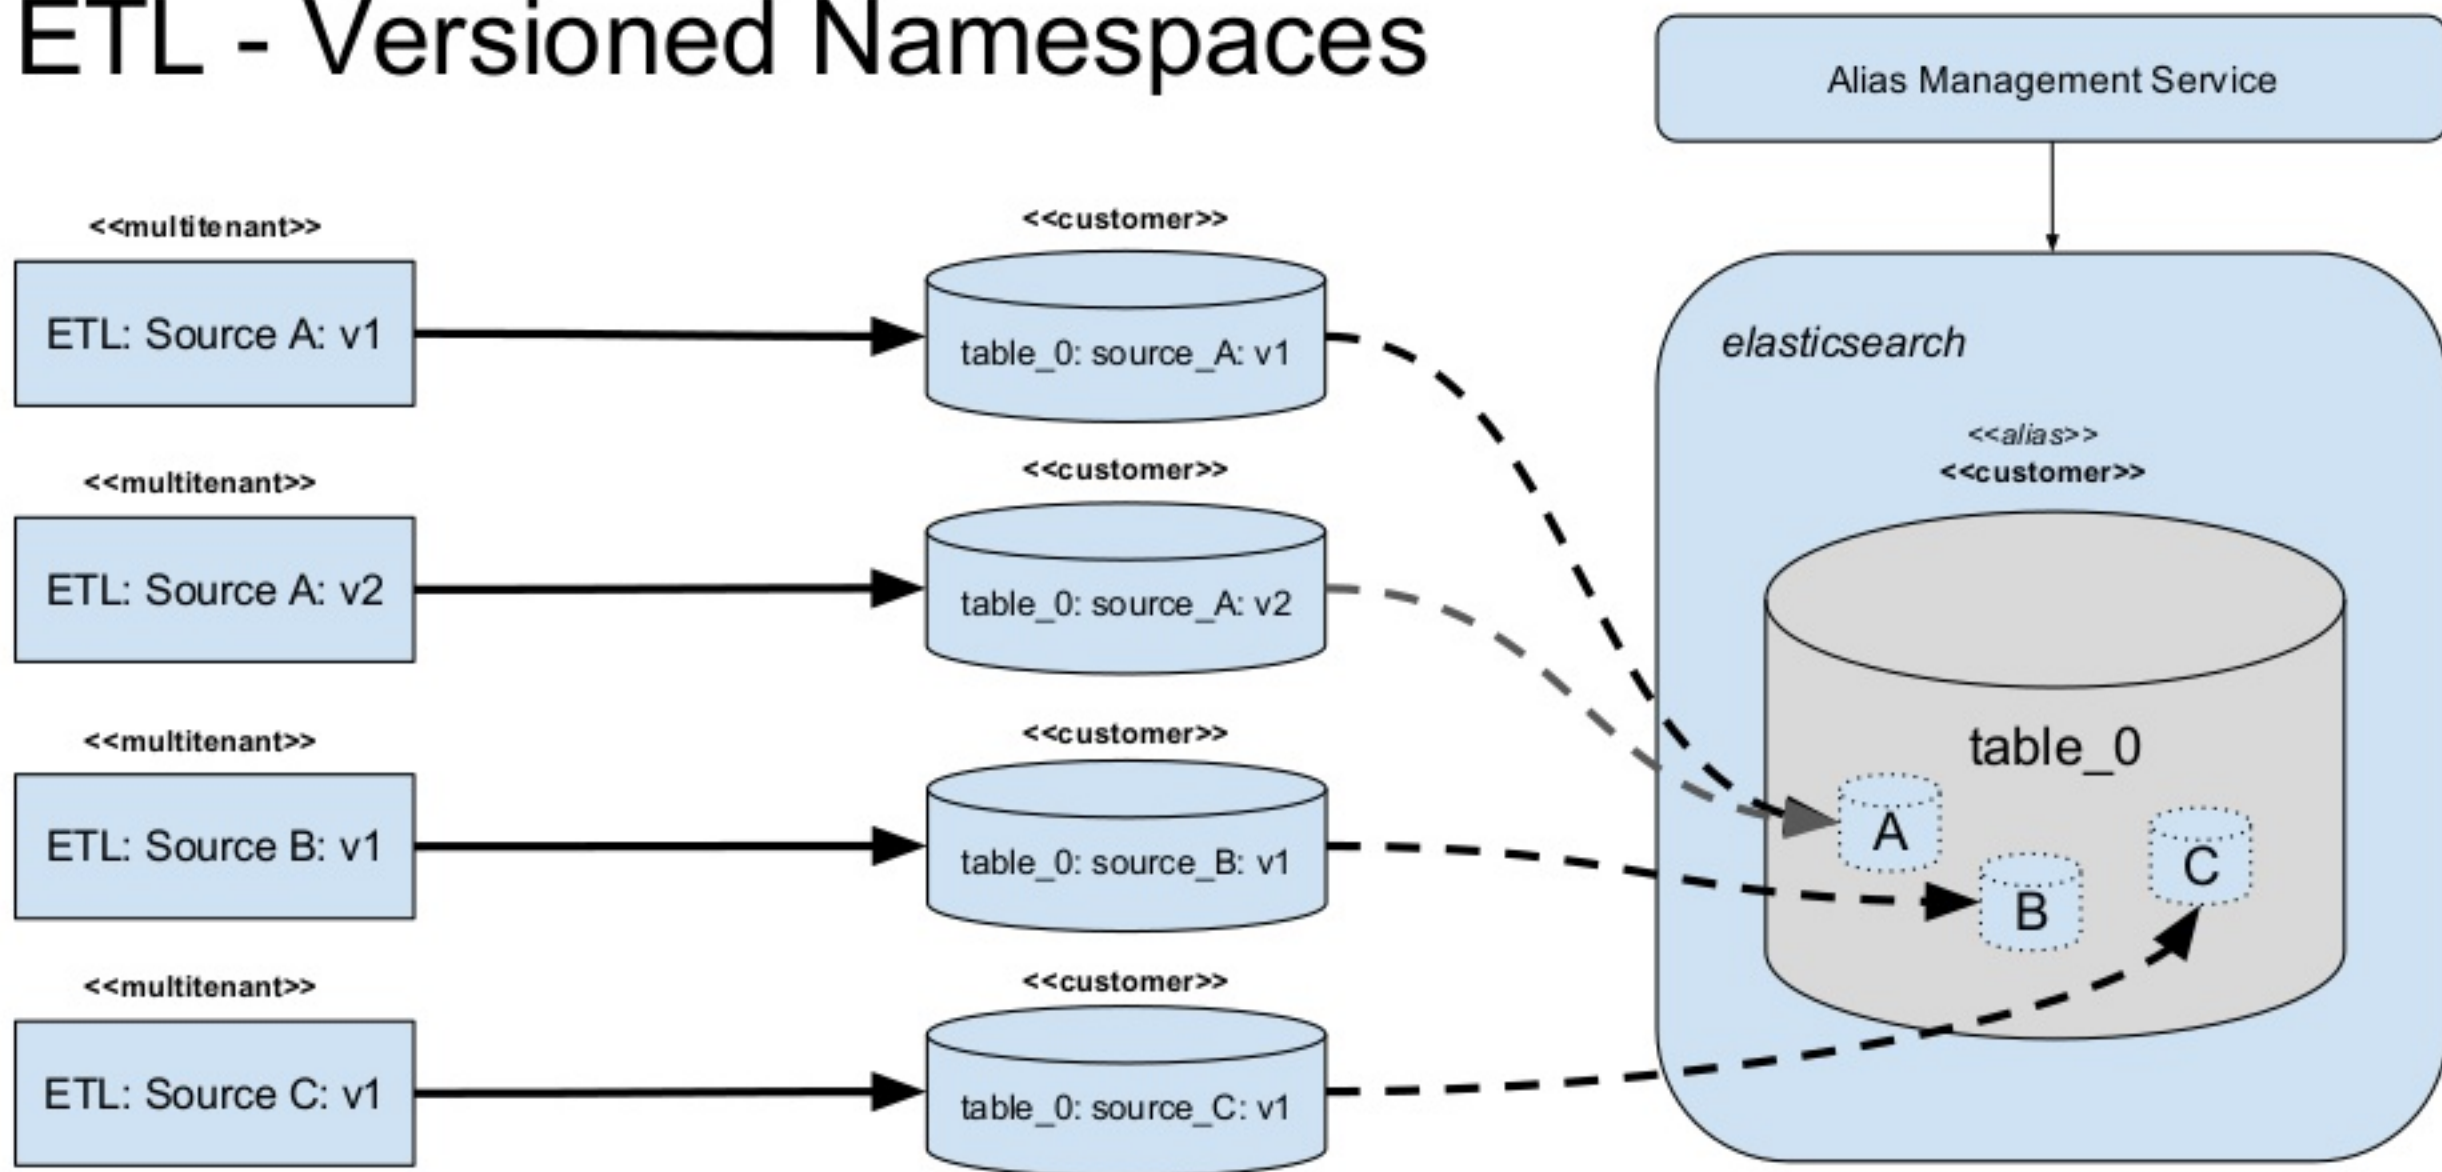 ETL - Versioned Namespaces
Alias Management Service
<<multitenant>>
ETL: Source A: v1
<<customer>>
table_0: source_A: v1
<<multitenant>>
ETL: Source A: v2
<<customer>>
table_0: source_A: v2
<<multitenant>>
ETL: Source B: v1
<<customer>>
table_0: source_B: v1
<<multitenant>>
ETL: Source C: v1
<<customer>>
table_0: source_C: v1
elasticsearch
<<alias>>
<<customer>>
table_0
A
B
C